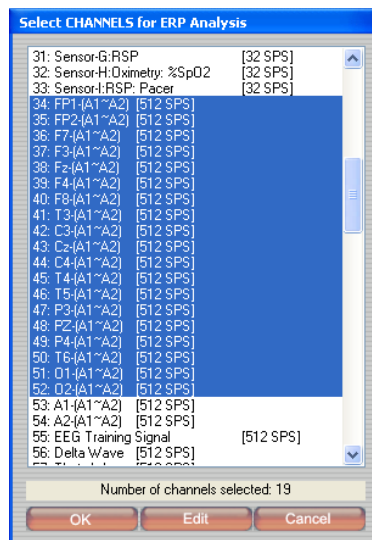 Select CHANNELS for ERP Analysis
31: Sensor-G:RSP [32 SPS]
32: Sensor-H:Oximetry: %SpO2 [32 SPS]
33: Sensor-I:RSP: Pacer [32 SPS]
34: FP1-(A1~A2) [512 SPS]
35: FP2-(A1~A2) [512 SPS]
36: F7-(A1~A2) [512 SPS]
37: F3-(A1~A2) [512 SPS]
38: Fz-(A1~A2) [512 SPS]
39: F4-(A1~A2) [512 SPS]
40: F8-(A1~A2) [512 SPS]
41: T3-(A1~A2) [512 SPS]
42: C3-(A1~A2) [512 SPS]
43: Cz-(A1~A2) [512 SPS]
44: C4-(A1~A2) [512 SPS]
45: T4-(A1~A2) [512 SPS]
46: T5-(A1~A2) [512 SPS]
47: P3-(A1~A2) [512 SPS]
48: PZ-(A1~A2) [512 SPS]
49: P4-(A1~A2) [512 SPS]
50: T6-(A1~A2) [512 SPS]
51: O1-(A1~A2) [512 SPS]
52: O2-(A1~A2) [512 SPS]
53: A1-(A1~A2) [512 SPS]
54: A2-(A1~A2) [512 SPS]
55: EEG Training Signal [512 SPS]
56: Delta Wave [512 SPS]
Number of channels selected: 19
OK Edit Cancel